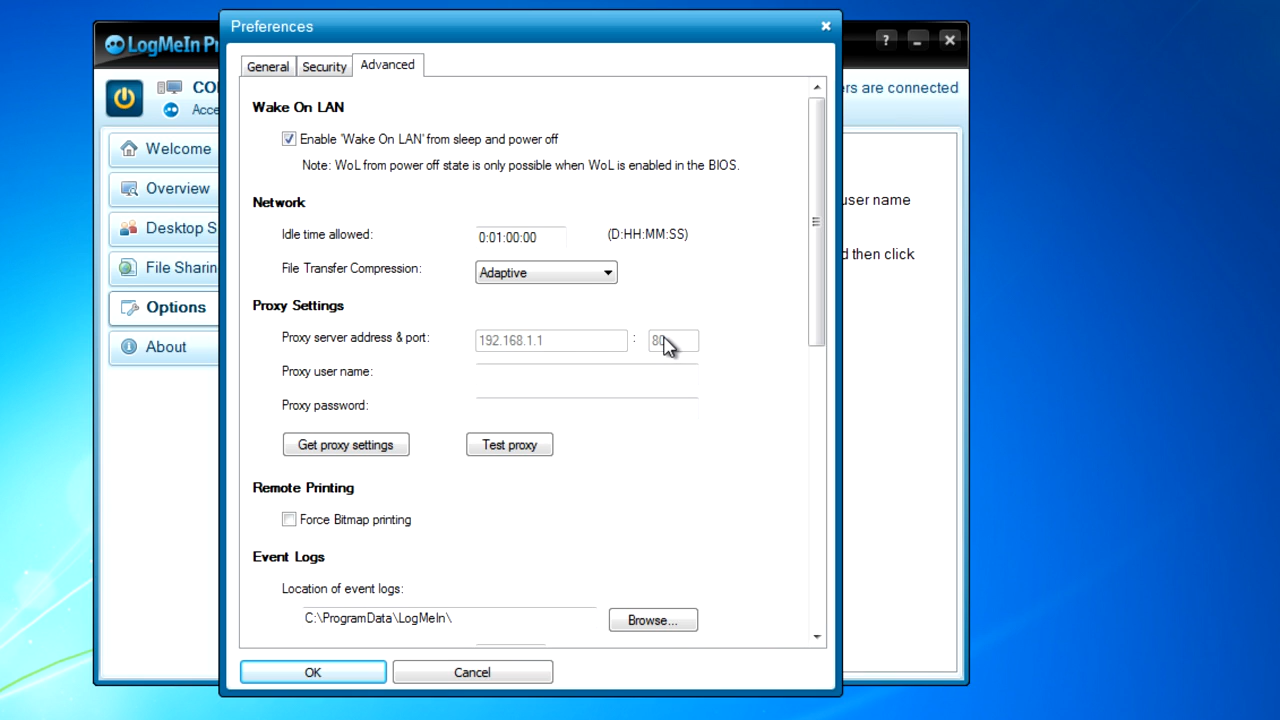 Preferences
LogMeIn Pr
?
CO
ers are connected
Acce
General
Security
Advanced
Wake On LAN
Enable 'Wake On LAN' from sleep and power off
Note: WoL from power off state is only possible when WoL is enabled in the BIOS.
Welcome
Overview
Desktop S
File Sharin
Options
About
user name
d then click
Network
Idle time allowed:
0:01:00:00
(D:HH:MM:SS)
File Transfer Compression:
Adaptive
Proxy Settings
Proxy server address & port:
192.168.1.1
:
80
Proxy user name:
Proxy password:
Get proxy settings
Test proxy
Remote Printing
Force Bitmap printing
Event Logs
Location of event logs:
C:\ProgramData\LogMeIn\
Browse...
OK
Cancel